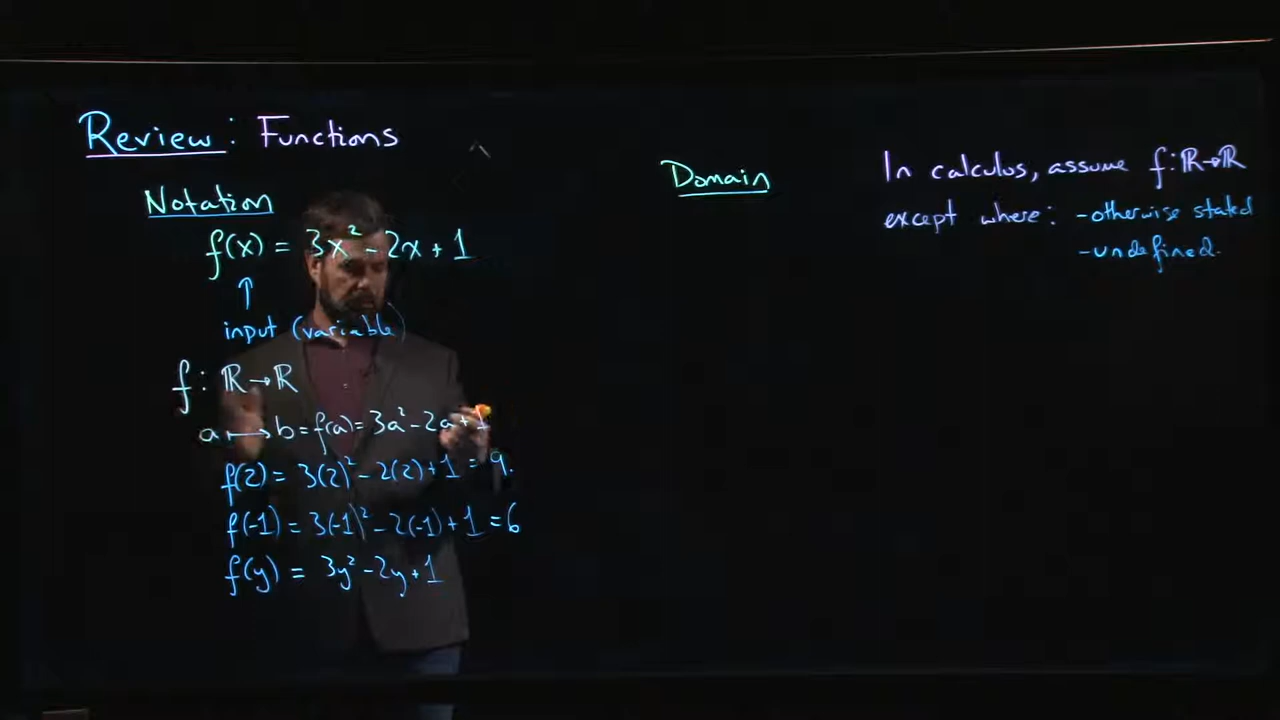 Review: Functions
Notation
f(x) = 3x² - 2x + 1
↑
input (variable)
f: ℝ→ℝ
a ⟼ b = f(a) = 3a² - 2a + 1
f(2) = 3(2)² - 2(2) + 1 = 9.
f(-1) = 3(-1)² - 2(-1) + 1 = 6
f(y) = 3y² - 2y + 1
Domain
In calculus, assume f: ℝ→ℝ
except where: - otherwise stated
- undefined.